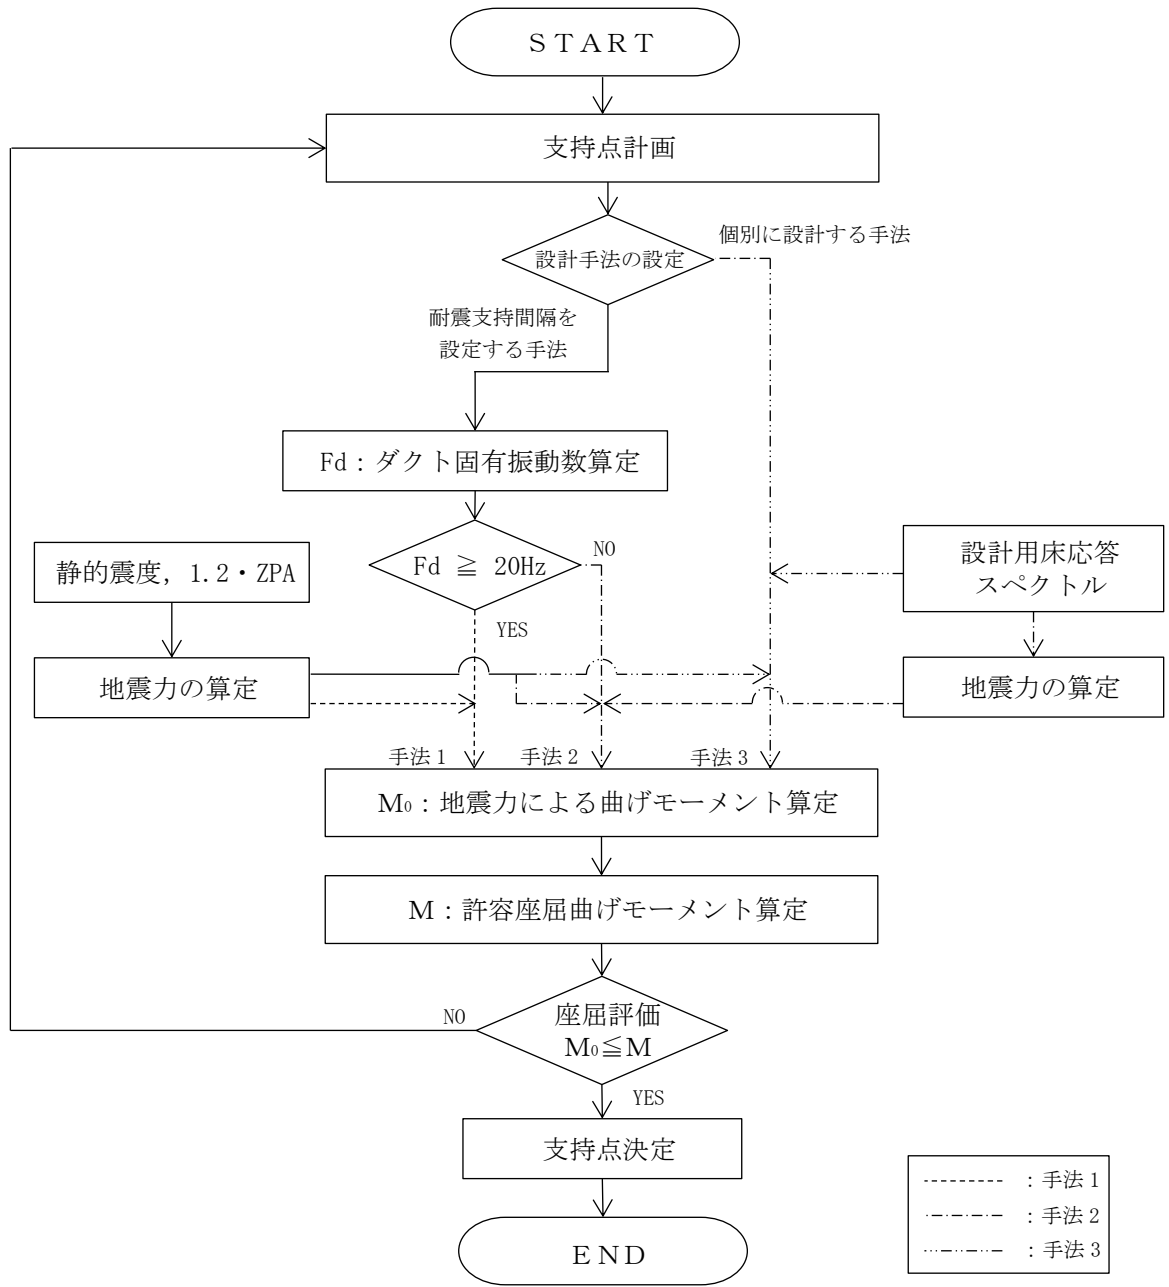 ＳＴＡＲＴ
支持点計画
設計手法の設定
個別に設計する手法
耐震支持間隔を
設定する手法
Fd：ダクト固有振動数算定
Fd ≧ 20Hz
NO
YES
静的震度，1.2・ZPA
地震力の算定
設計用床応答
スペクトル
地震力の算定
手法1
手法2
手法3
M₀：地震力による曲げモーメント算定
M：許容座屈曲げモーメント算定
座屈評価
M₀≦M
NO
YES
支持点決定
ＥＮＤ
：手法1
：手法2
：手法3